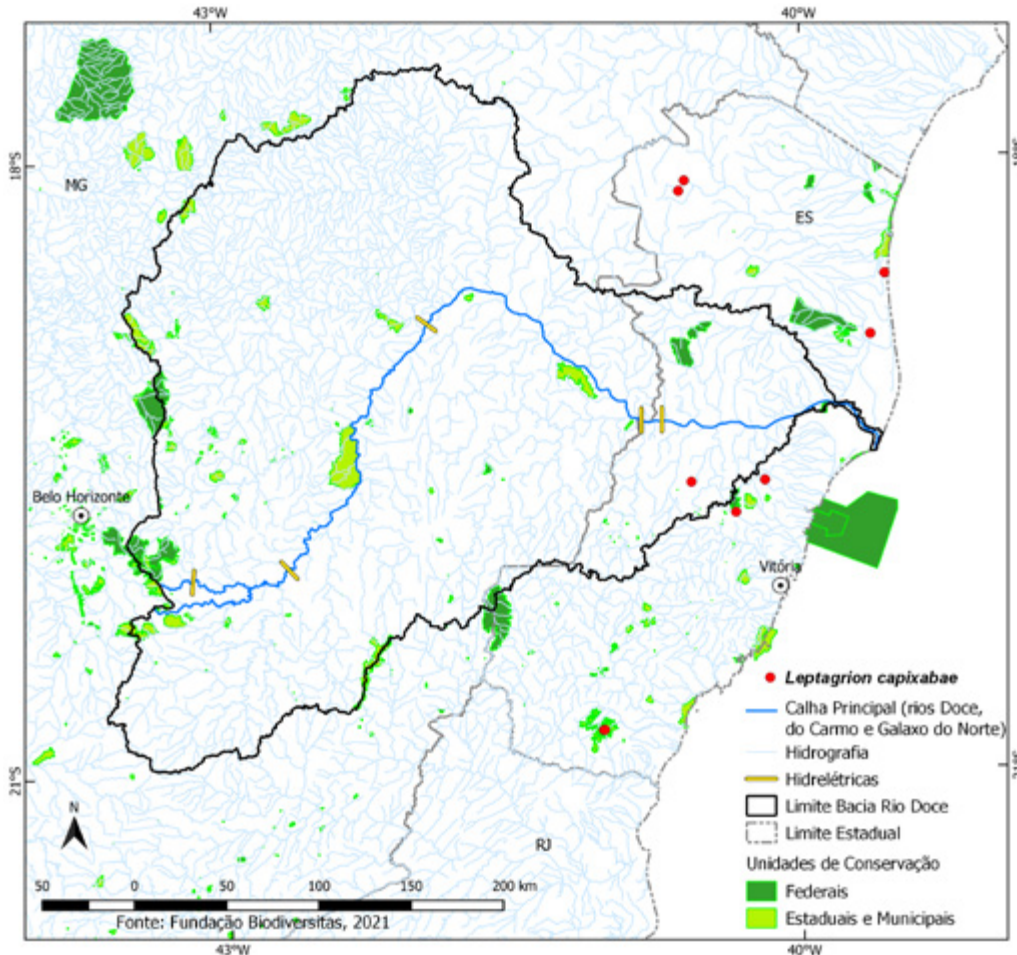 43°W
40°W
18°S
18°S
MG
ES
Belo Horizonte
Vitória
Leptagrion capixabae
Calha Principal (rios Doce,
do Carmo e Galaxo do Norte)
Hidrografia
Hidrelétricas
Limite Bacia Rio Doce
Limite Estadual
Unidades de Conservação
Federais
Estaduais e Municipais
21°S
21°S
N
RJ
50 0 50 100 150 200 km
Fonte: Fundação Biodiversitas, 2021
43°W
40°W